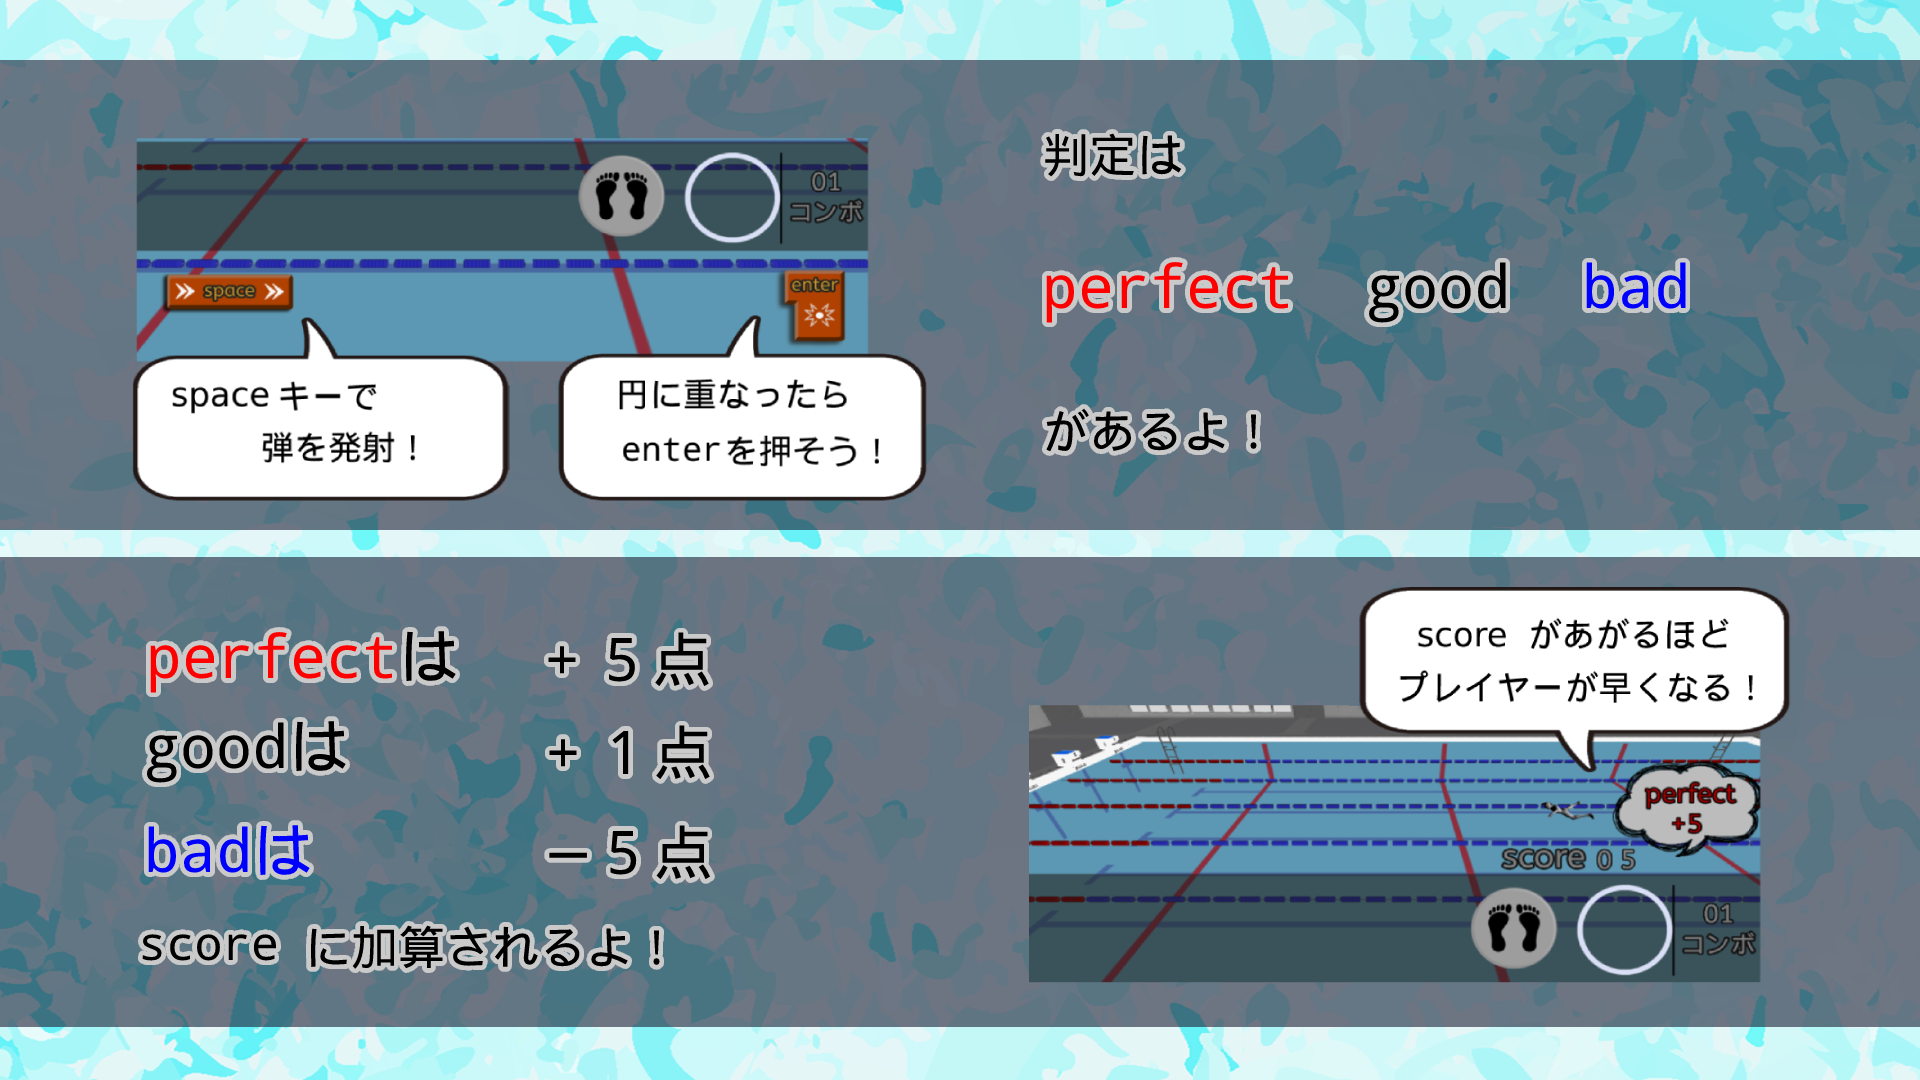 01
コンボ
space
enter
spaceキーで
弾を発射！
円に重なったら
enterを押そう！
判定は
perfect good bad
があるよ！
perfectは ＋５点
goodは ＋１点
badは －５点
score に加算されるよ！
score があがるほど
プレイヤーが早くなる！
perfect
+5
score ０５
01
コンボ